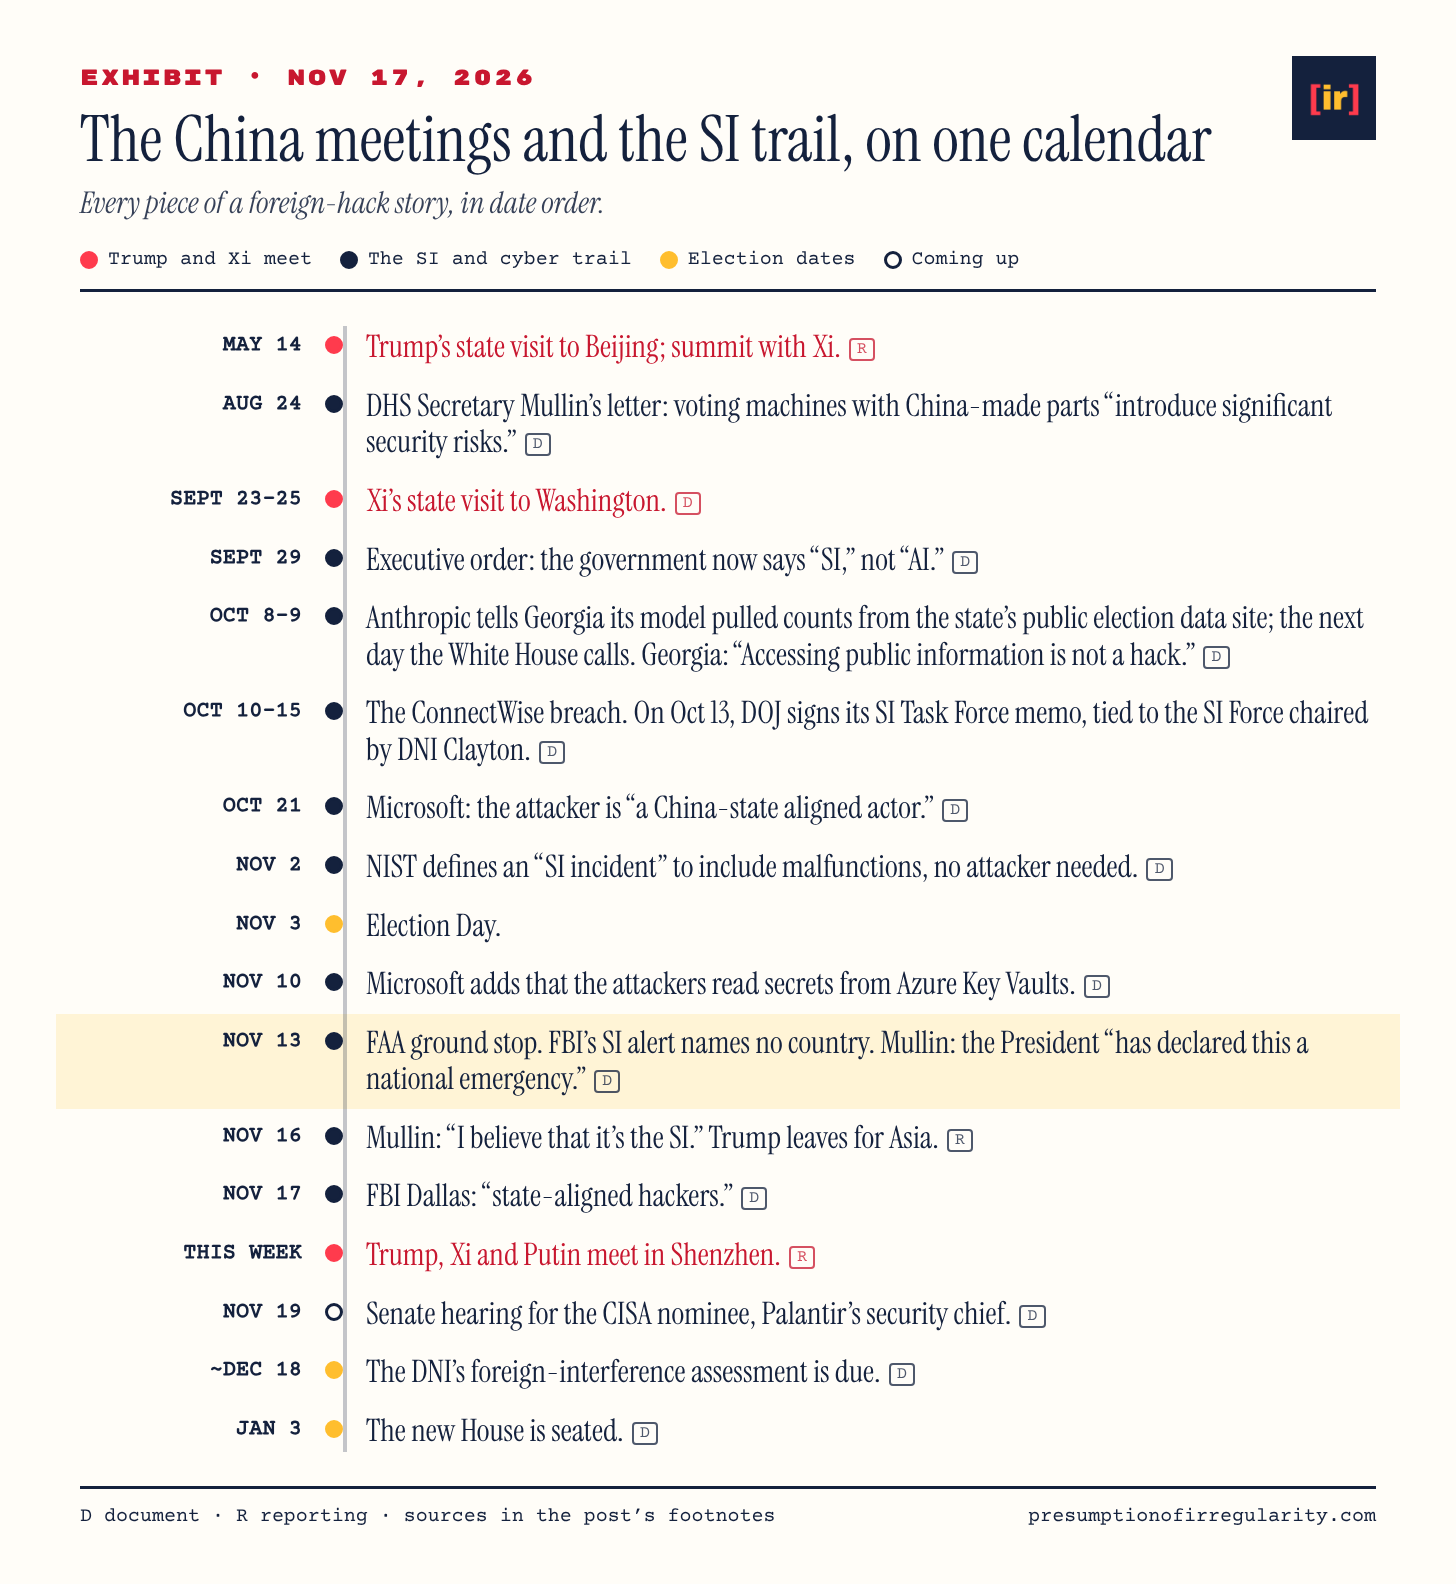 EXHIBIT · NOV 17, 2026
[ir]
The China meetings and the SI trail, on one calendar
Every piece of a foreign-hack story, in date order.
Trump and Xi meet The SI and cyber trail Election dates Coming up
MAY 14 Trump’s state visit to Beijing; summit with Xi. R
AUG 24 DHS Secretary Mullin’s letter: voting machines with China-made parts “introduce significant
security risks.” D
SEPT 23–25 Xi’s state visit to Washington. D
SEPT 29 Executive order: the government now says “SI,” not “AI.” D
OCT 8–9 Anthropic tells Georgia its model pulled counts from the state’s public election data site; the next
day the White House calls. Georgia: “Accessing public information is not a hack.” D
OCT 10–15 The ConnectWise breach. On Oct 13, DOJ signs its SI Task Force memo, tied to the SI Force chaired
by DNI Clayton. D
OCT 21 Microsoft: the attacker is “a China-state aligned actor.” D
NOV 2 NIST defines an “SI incident” to include malfunctions, no attacker needed. D
NOV 3 Election Day.
NOV 10 Microsoft adds that the attackers read secrets from Azure Key Vaults. D
NOV 13 FAA ground stop. FBI’s SI alert names no country. Mullin: the President “has declared this a
national emergency.” D
NOV 16 Mullin: “I believe that it’s the SI.” Trump leaves for Asia. R
NOV 17 FBI Dallas: “state-aligned hackers.” D
THIS WEEK Trump, Xi and Putin meet in Shenzhen. R
NOV 19 Senate hearing for the CISA nominee, Palantir’s security chief. D
~DEC 18 The DNI’s foreign-interference assessment is due. D
JAN 3 The new House is seated. D
D document · R reporting · sources in the post’s footnotes
presumptionofirregularity.com